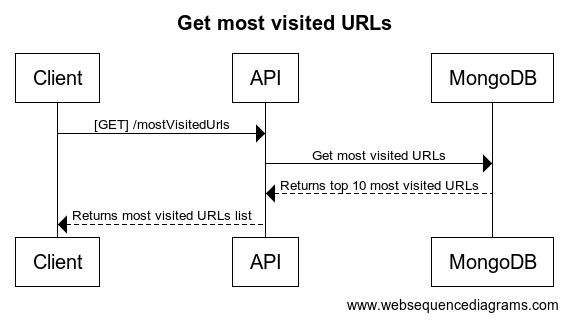 Get most visited URLs
Client API MongoDB
[GET] /mostVisitedUrls
Get most visited URLs
Returns top 10 most visited URLs
Returns most visited URLs list
Client API MongoDB
www.websequencediagrams.com